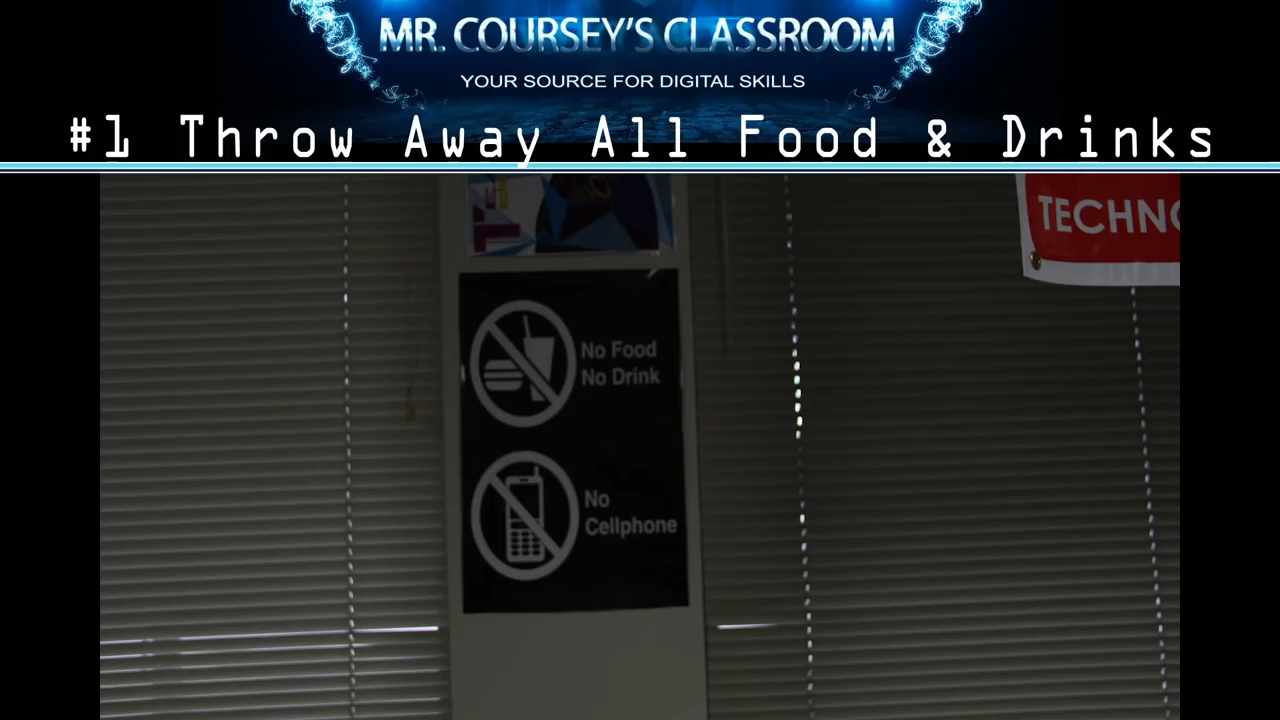 MR. COURSEY'S CLASSROOM
YOUR SOURCE FOR DIGITAL SKILLS
#1 Throw Away All Food & Drinks
TECHNO
No Food
No Drink
No
Cellphone